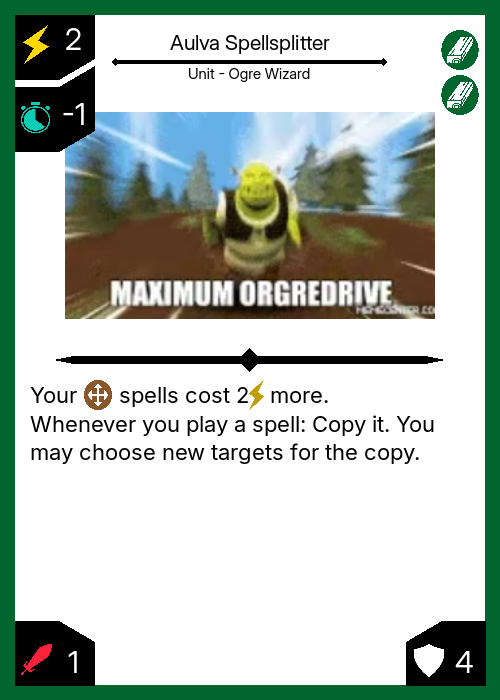 2
Aulva Spellsplitter
Unit - Ogre Wizard
-1
MAXIMUM ORGREDRIVE
Your spells cost 2 more.
Whenever you play a spell: Copy it. You
may choose new targets for the copy.
1
4